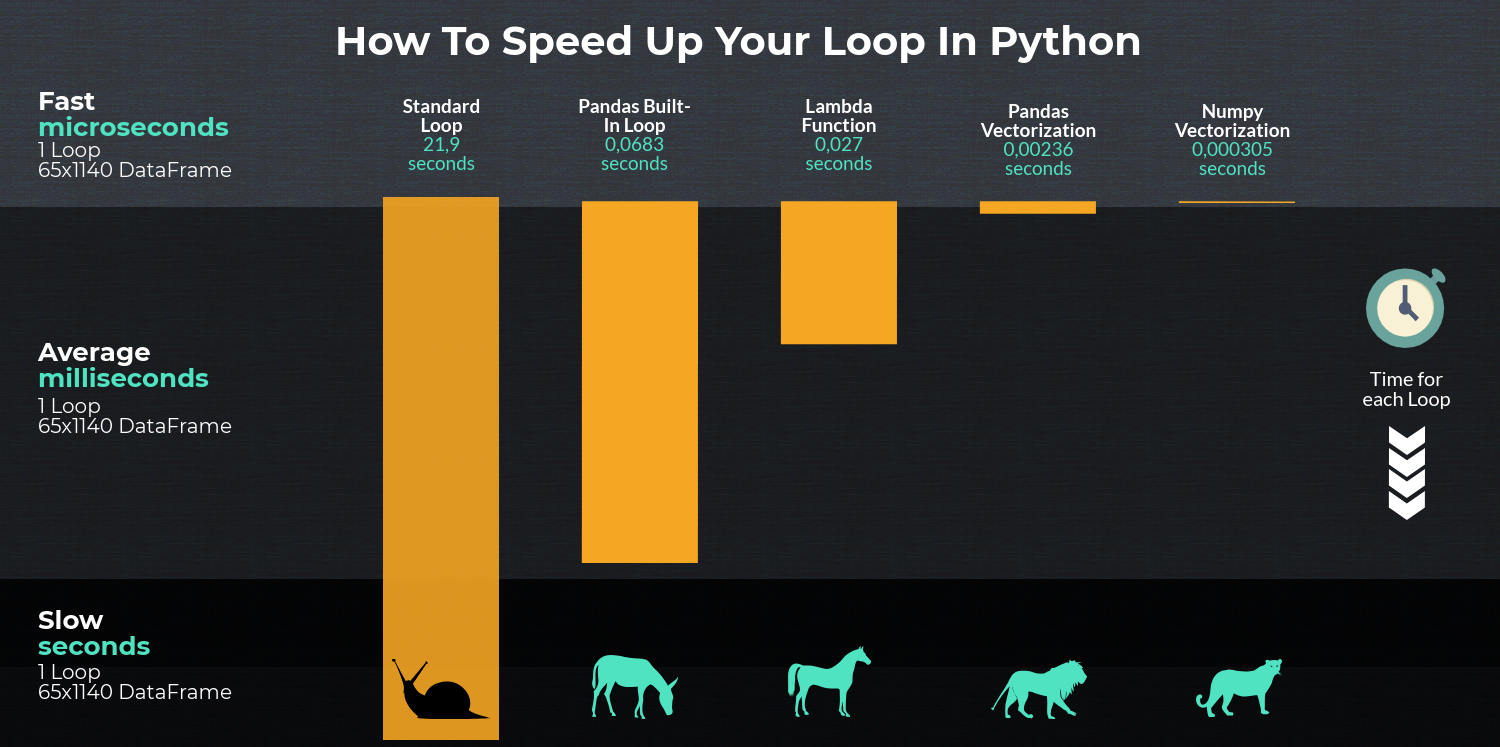 How To Speed Up Your Loop In Python
Fast
microseconds
1 Loop
65x1140 DataFrame
Standard
Loop
21,9
seconds
Pandas Built-
In Loop
0,0683
seconds
Lambda
Function
0,027
seconds
Pandas
Vectorization
0,00236
seconds
Numpy
Vectorization
0,000305
seconds
Average
milliseconds
1 Loop
65x1140 DataFrame
Time for
each Loop
Slow
seconds
1 Loop
65x1140 DataFrame